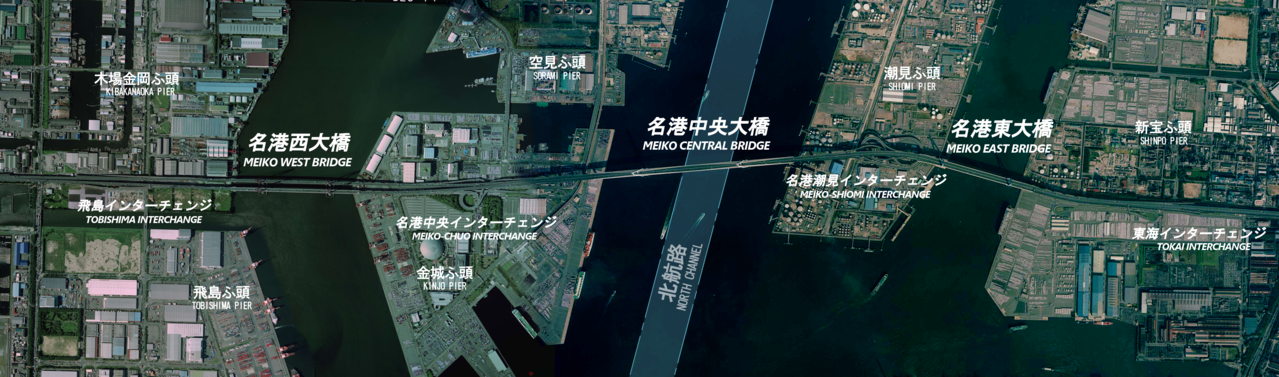 木場金岡ふ頭
KIBAKANAOKA PIER
空見ふ頭
SORAMI PIER
潮見ふ頭
SHIOMI PIER
新宝ふ頭
SHINPO PIER
名港西大橋
MEIKO WEST BRIDGE
名港中央大橋
MEIKO CENTRAL BRIDGE
名港東大橋
MEIKO EAST BRIDGE
飛島インターチェンジ
TOBISHIMA INTERCHANGE
名港中央インターチェンジ
MEIKO-CHUO INTERCHANGE
名港潮見インターチェンジ
MEIKO-SHIOMI INTERCHANGE
東海インターチェンジ
TOKAI INTERCHANGE
飛島ふ頭
TOBISHIMA PIER
金城ふ頭
KINJO PIER
北航路
NORTH CHANNEL